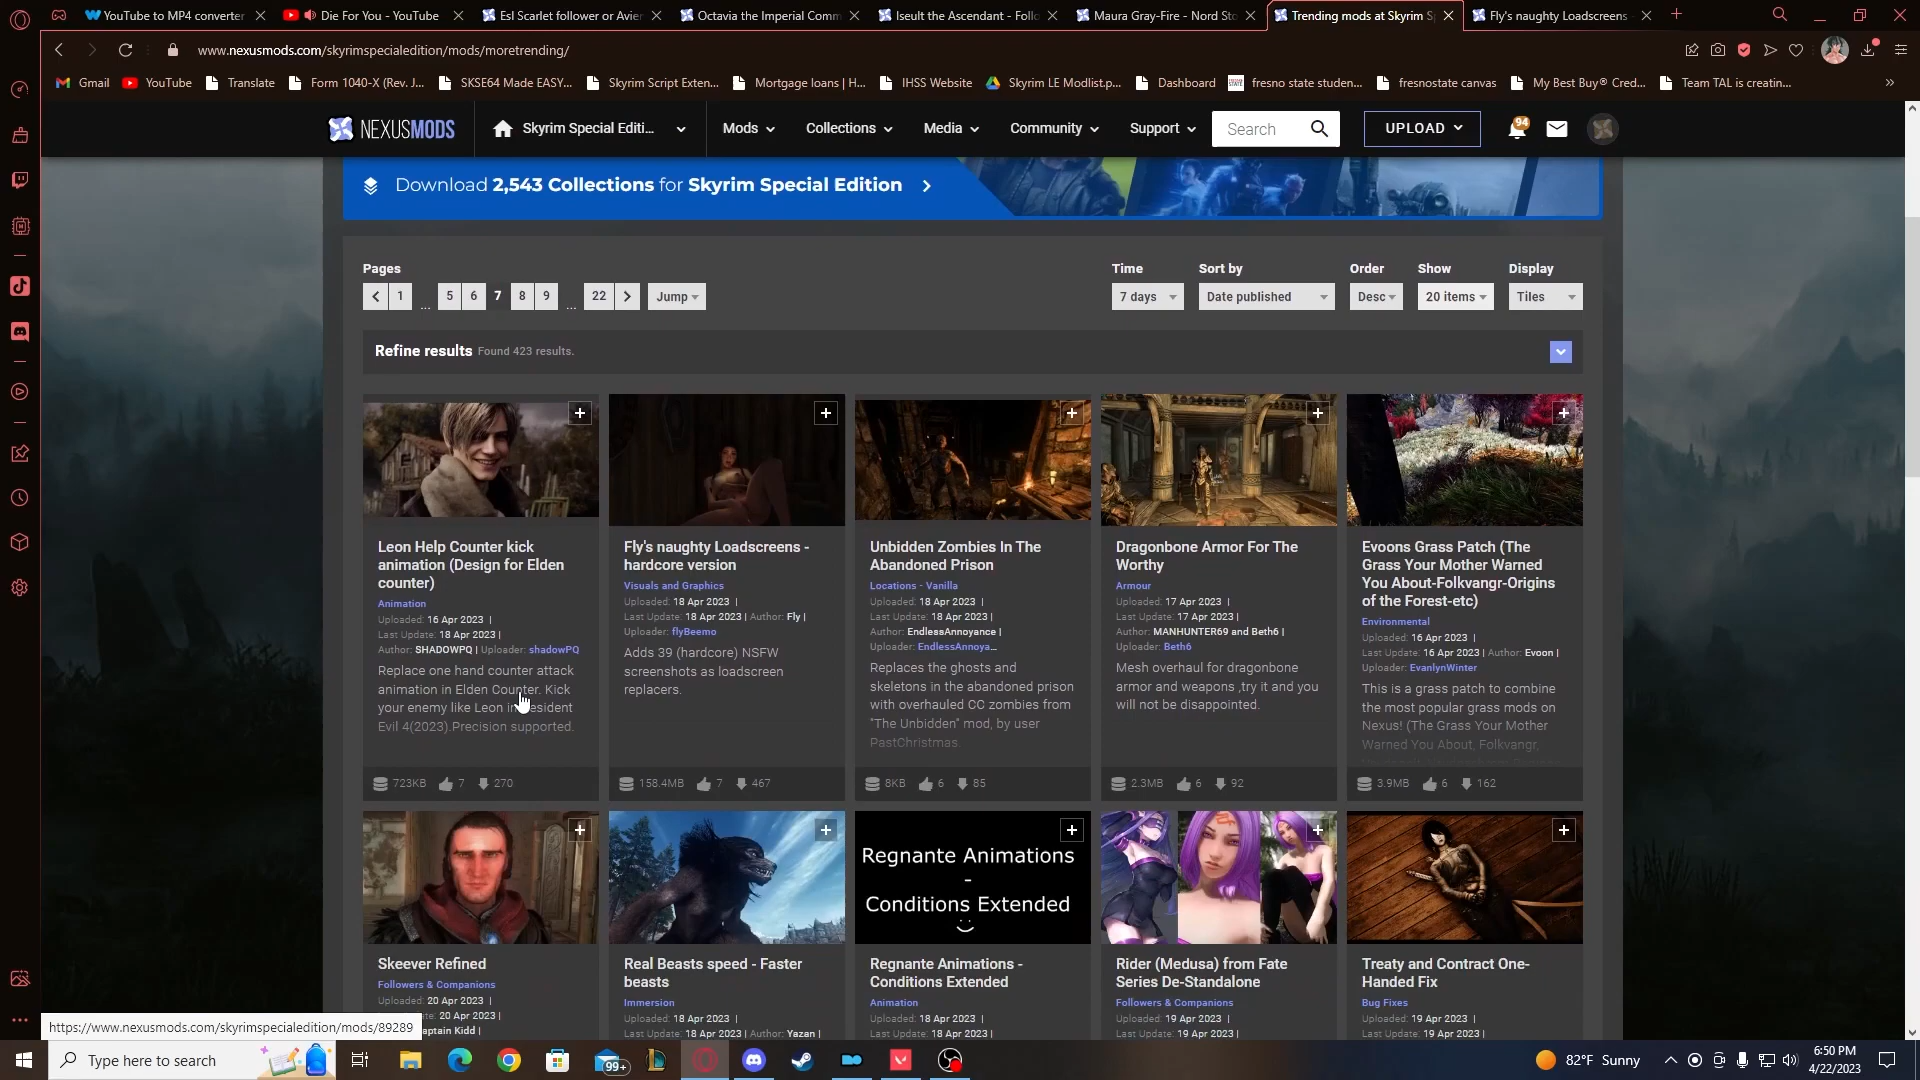 YouTube to MP4 converter
Die For You - YouTube
Esl Scarlet follower or Avier
Octavia the Imperial Comm
Iseult the Ascendant - Follo
Maura Gray-Fire - Nord Sto
Trending mods at Skyrim S
Fly's naughty Loadscreens
www.nexusmods.com/skyrimspecialedition/mods/moretrending/
Gmail
YouTube
Translate
Form 1040-X (Rev. J...
SKSE64 Made EASY...
Skyrim Script Exten...
Mortgage loans | H...
IHSS Website
Skyrim LE Modlist.p...
Dashboard
fresno state studen...
fresnostate canvas
My Best Buy® Cred...
Team TAL is creatin...
»
NEXUSMODS
Skyrim Special Editi...
Mods
Collections
Media
Community
Support
Search
UPLOAD
94
Download 2,543 Collections for Skyrim Special Edition
Pages
Time
Sort by
Order
Show
Display
1 ... 5 6 7 8 9 ... 22
Jump
7 days
Date published
Desc
20 items
Tiles
Refine results Found 423 results.
Leon Help Counter kick
animation (Design for Elden
counter)
Animation
Uploaded: 16 Apr 2023 |
Last Update: 18 Apr 2023 |
Author: SHADOWPQ | Uploader: shadowPQ
Replace one hand counter attack
animation in Elden Counter. Kick
your enemy like Leon in
Evil 4(2023).Precision supported.
723KB 7 270
Fly's naughty Loadscreens -
hardcore version
Visuals and Graphics
Uploaded: 18 Apr 2023 |
Last Update: 18 Apr 2023 | Author: Fly |
Uploader: flyBeemo
Adds 39 (hardcore) NSFW
screenshots as loadscreen
replacers.
158.4MB 7 467
Unbidden Zombies In The
Abandoned Prison
Locations - Vanilla
Uploaded: 18 Apr 2023 |
Last Update: 18 Apr 2023 |
Author: EndlessAnnoyance |
Uploader: EndlessAnnoya...
Replaces the ghosts and
skeletons in the abandoned prison
with overhauled CC zombies from
"The Unbidden" mod, by user
PastChristmas.
8KB 6 85
Dragonbone Armor For The
Worthy
Armour
Uploaded: 17 Apr 2023 |
Last Update: 17 Apr 2023 |
Author: MANHUNTER69 and Beth6 |
Uploader: Beth6
Mesh overhaul for dragonbone
armor and weapons ,try it and you
will not be disappointed.
2.3MB 6 92
Evoons Grass Patch (The
Grass Your Mother Warned
You About-Folkvangr-Origins
of the Forest-etc)
Environmental
Uploaded: 16 Apr 2023 |
Last Update: 16 Apr 2023 | Author: Evoon |
Uploader: EvanlynWinter
This is a grass patch to combine
the most popular grass mods on
Nexus! (The Grass Your Mother
Warned You About, Folkvangr,
3.9MB 6 162
Regnante Animations
-
Conditions Extended
Skeever Refined
Followers & Companions
Uploaded: 20 Apr 2023 |
te: 20 Apr 2023 |
aptain Kidd |
Real Beasts speed - Faster
beasts
Immersion
Uploaded: 18 Apr 2023 |
Last Update: 18 Apr 2023 | Author: Yazan |
Regnante Animations -
Conditions Extended
Animation
Uploaded: 18 Apr 2023 |
Last Update: 18 Apr 2023 |
Rider (Medusa) from Fate
Series De-Standalone
Followers & Companions
Uploaded: 19 Apr 2023 |
Last Update: 19 Apr 2023 |
Treaty and Contract One-
Handed Fix
Bug Fixes
Uploaded: 19 Apr 2023 |
Last Update: 19 Apr 2023 |
https://www.nexusmods.com/skyrimspecialedition/mods/89289
Type here to search
99+
82°F Sunny
6:50 PM
4/22/2023